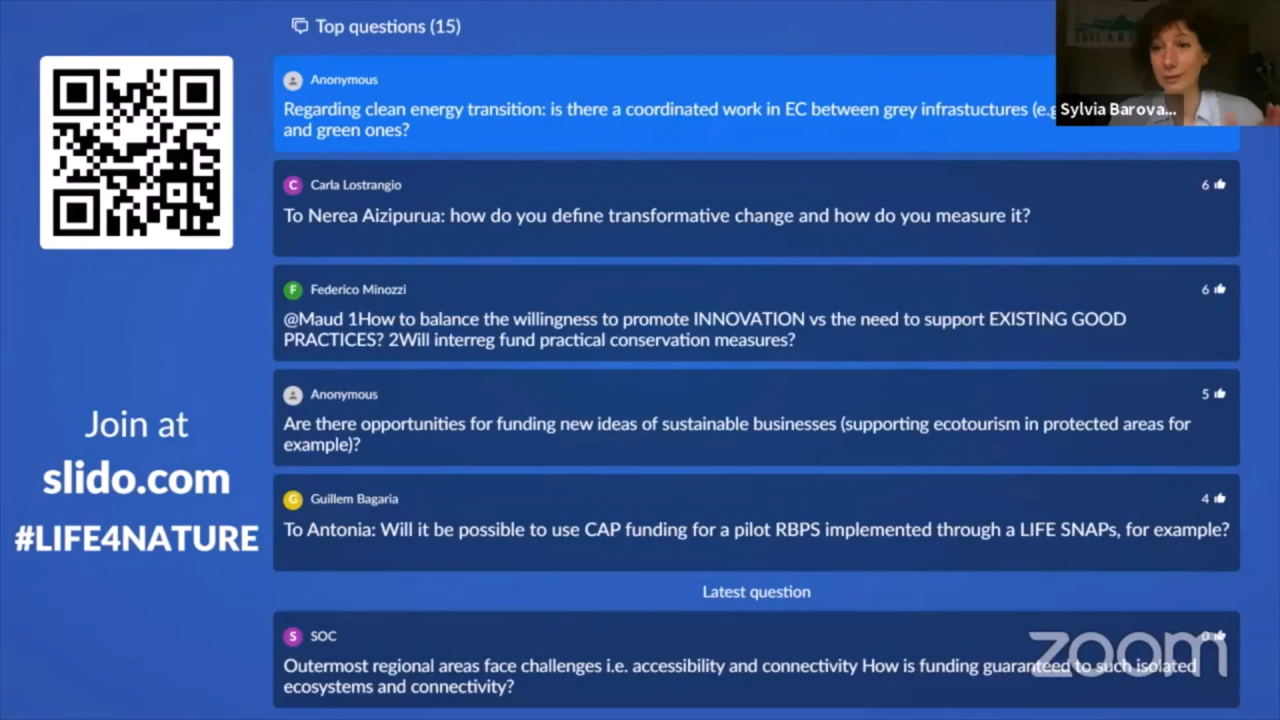 Top questions (15)
Anonymous
Regarding clean energy transition: is there a coordinated work in EC between grey infrastuctures
and green ones?
Sylvia Barova...
C Carla Lostrangio 6
To Nerea Aizipurua: how do you define transformative change and how do you measure it?
F Federico Minozzi 6
@Maud 1How to balance the willingness to promote INNOVATION vs the need to support EXISTING GOOD
PRACTICES? 2Will interreg fund practical conservation measures?
Anonymous 5
Are there opportunities for funding new ideas of sustainable businesses (supporting ecotourism in protected areas for
example)?
G Guillem Bagaria 4
To Antonia: Will it be possible to use CAP funding for a pilot RBPS implemented through a LIFE SNAPs, for example?
Latest question
S SOC 0
Outermost regional areas face challenges i.e. accessibility and connectivity How is funding guaranteed to such isolated
ecosystems and connectivity?
Join at
slido.com
#LIFE4NATURE
zoom